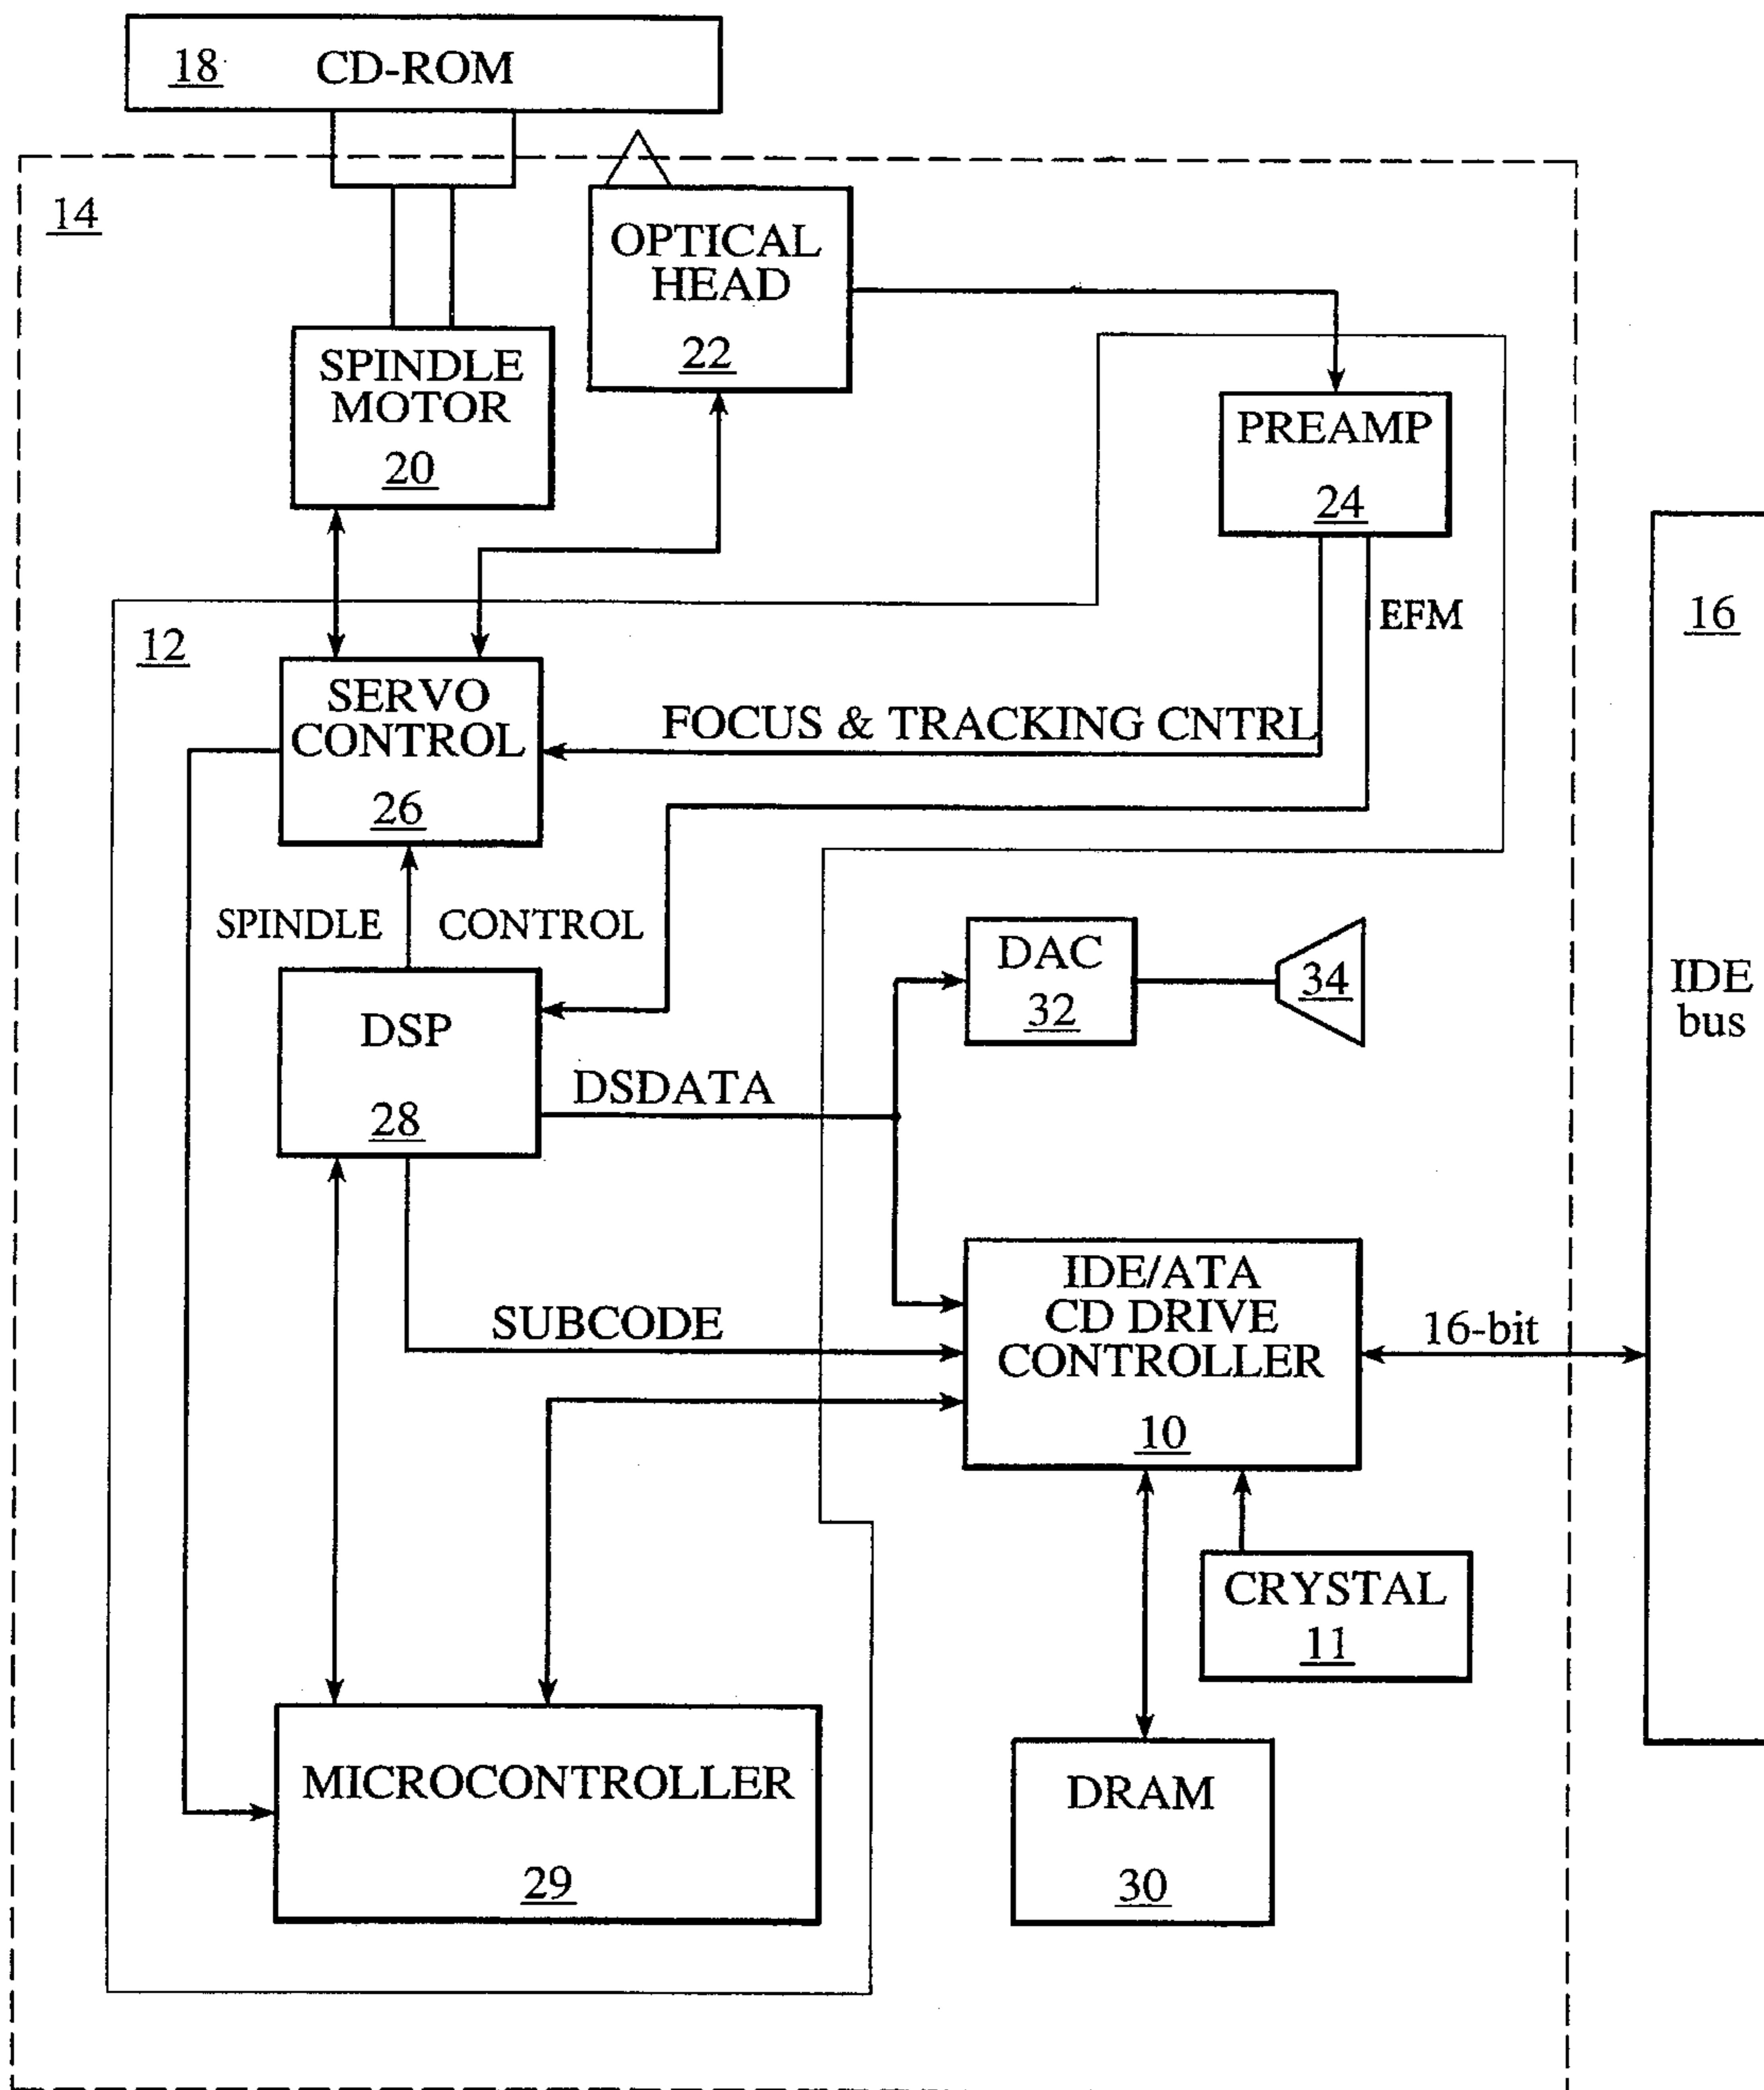 18 CD-ROM
14
OPTICAL
HEAD
22
SPINDLE
MOTOR
20
PREAMP
24
EFM
16
12
SERVO
CONTROL
26
FOCUS & TRACKING CNTRL
SPINDLE CONTROL
DAC
32
34
IDE
bus
DSP
28
DSDATA
IDE/ATA
CD DRIVE
CONTROLLER
10
SUBCODE
16-bit
CRYSTAL
11
MICROCONTROLLER
29
DRAM
30